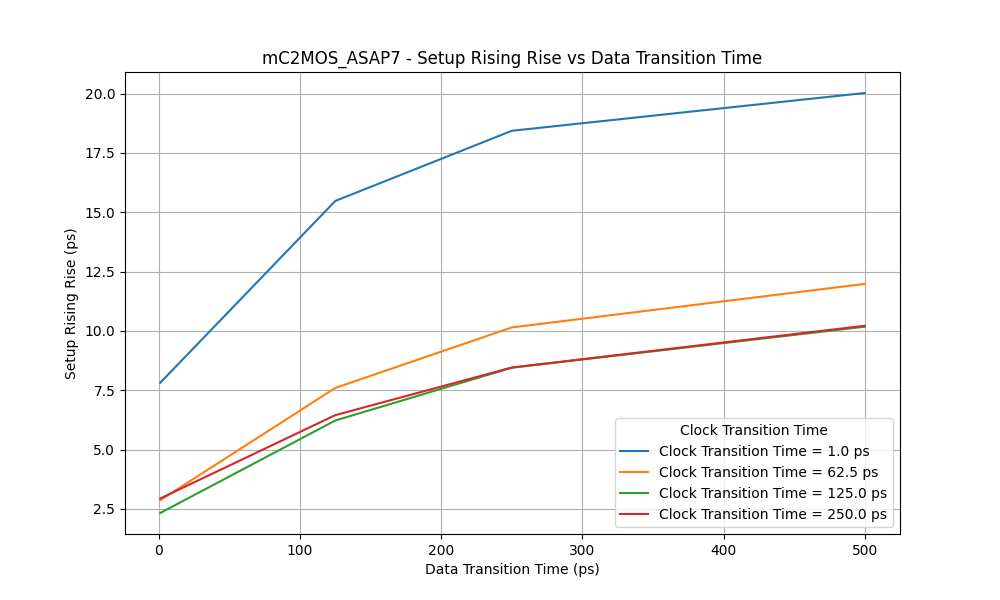 mC2MOS_ASAP7 - Setup Rising Rise vs Data Transition Time
Setup Rising Rise (ps)
20.0
17.5
15.0
12.5
10.0
7.5
5.0
2.5
Clock Transition Time
Clock Transition Time = 1.0 ps
Clock Transition Time = 62.5 ps
Clock Transition Time = 125.0 ps
Clock Transition Time = 250.0 ps
0 100 200 300 400 500
Data Transition Time (ps)